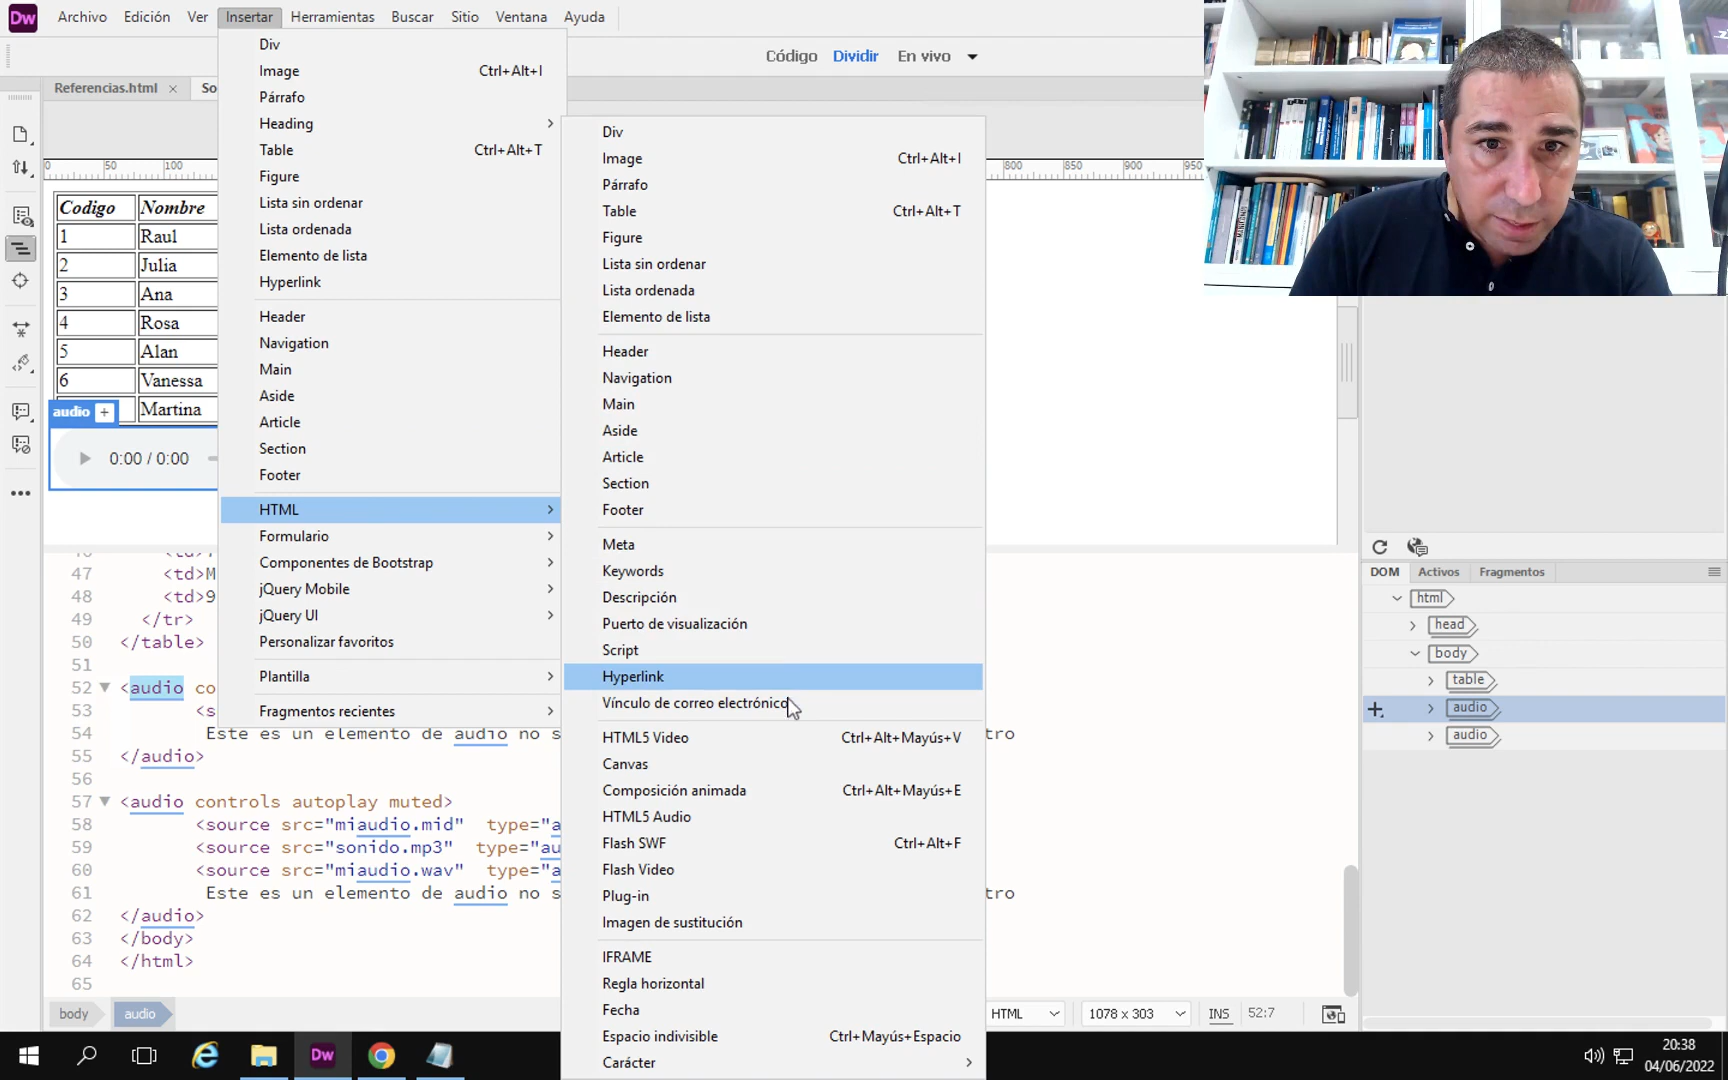 Dw
Archivo Edición Ver Insertar Herramientas Buscar Sitio Ventana Ayuda
Código Dividir En vivo
Referencias.html × So
Div
Image Ctrl+Alt+I
Párrafo
Heading
Table Ctrl+Alt+T
Figure
Lista sin ordenar
Lista ordenada
Elemento de lista
Hyperlink
Header
Navigation
Main
Aside
Article
Section
Footer
HTML
Formulario
Componentes de Bootstrap
jQuery Mobile
jQuery UI
Personalizar favoritos
Plantilla
Fragmentos recientes
Div
Image Ctrl+Alt+I
Párrafo
Table Ctrl+Alt+T
Figure
Lista sin ordenar
Lista ordenada
Elemento de lista
Header
Navigation
Main
Aside
Article
Section
Footer
Meta
Keywords
Descripción
Puerto de visualización
Script
Hyperlink
Vínculo de correo electrónico
HTML5 Video Ctrl+Alt+Mayús+V
Canvas
Composición animada Ctrl+Alt+Mayús+E
HTML5 Audio
Flash SWF Ctrl+Alt+F
Flash Video
Plug-in
Imagen de sustitución
IFRAME
Regla horizontal
Fecha
Espacio indivisible Ctrl+Mayús+Espacio
Carácter
0 50 100 800 850 900 950
Codigo Nombre
1 Raul
2 Julia
3 Ana
4 Rosa
5 Alan
6 Vanessa
Martina
audio +
0:00 / 0:00
47 <td>M
48 <td>9
49 </tr>
50 </table>
51
52 <audio co
<s
54 Este es un elemento de audio no s tro
55 </audio>
56
57 <audio controls autoplay muted>
58 <source src="miaudio.mid" type="a
59 <source src="sonido.mp3" type="au
60 <source src="miaudio.wav" type="a
61 Este es un elemento de audio no s tro
62 </audio>
63 </body>
64 </html>
65
body audio
HTML 1078 x 303 INS 52:7
DOM Activos Fragmentos
html
head
body
table
audio
audio
Dw
20:38
04/06/2022